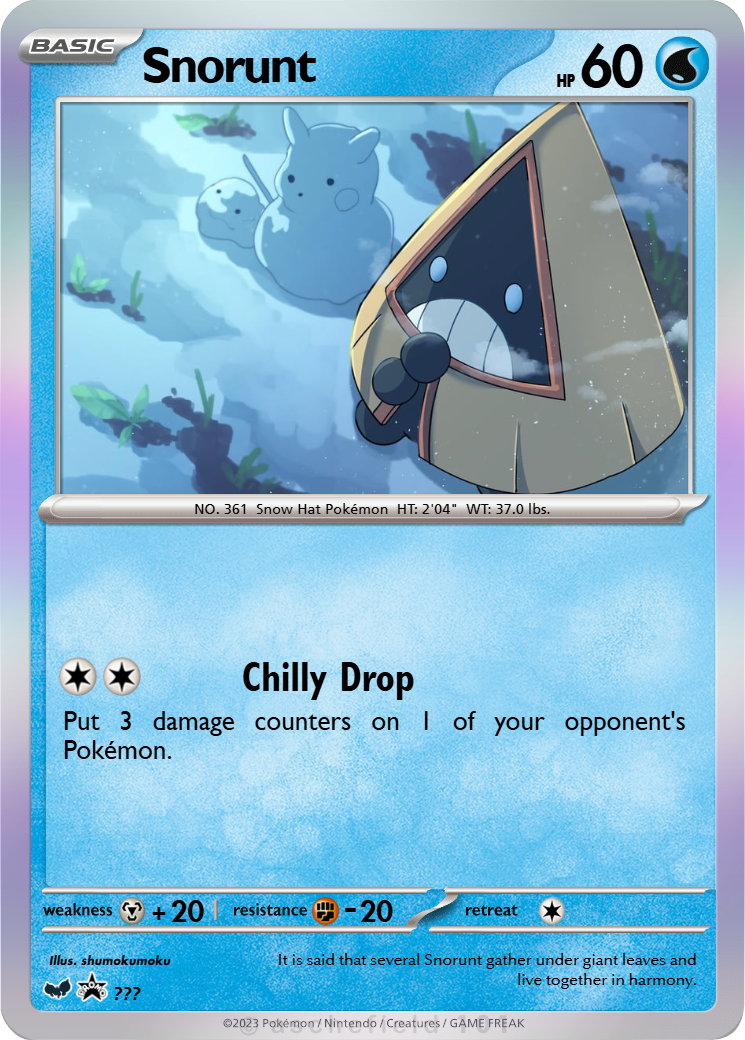 BASIC
Snorunt
HP 60
NO. 361 Snow Hat Pokémon HT: 2'04" WT: 37.0 lbs.
Chilly Drop
Put 3 damage counters on 1 of your opponent's
Pokémon.
weakness + 20 resistance - 20 retreat
Illus. shumokumoku
It is said that several Snorunt gather under giant leaves and
live together in harmony.
PROMO ???
©2023 Pokémon / Nintendo / Creatures / GAME FREAK